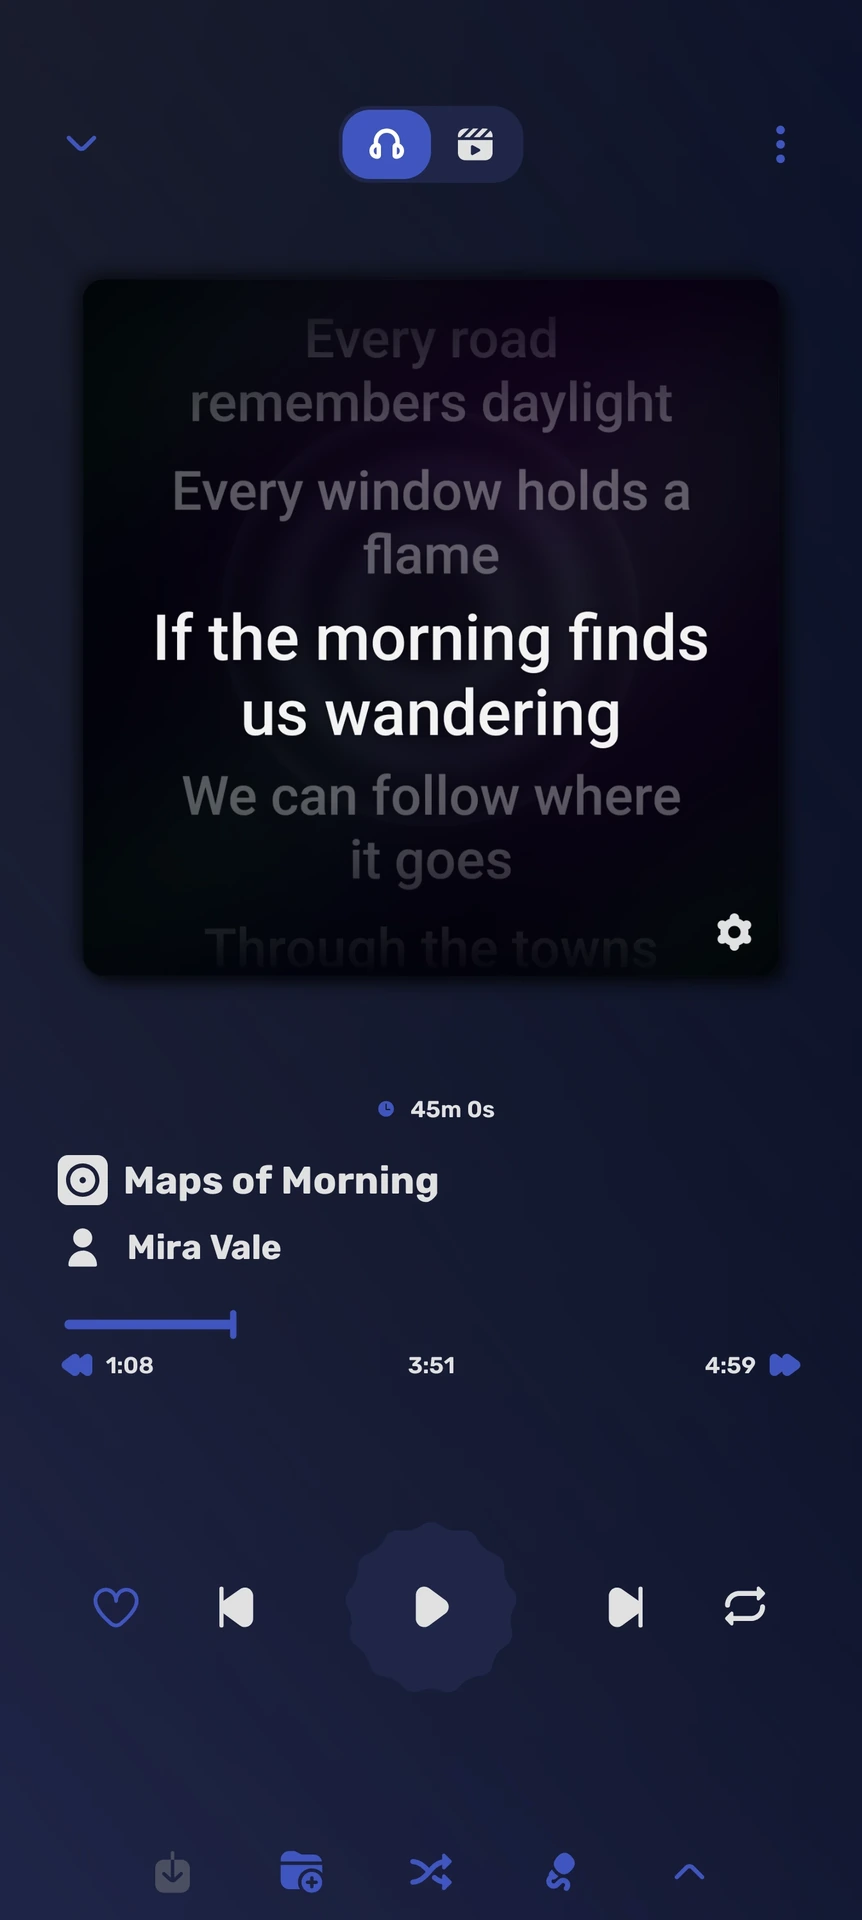 Every road
remembers daylight
Every window holds a
flame
If the morning finds
us wandering
We can follow where
it goes
Through the towns
45m 0s
Maps of Morning
Mira Vale
1:08 3:51 4:59